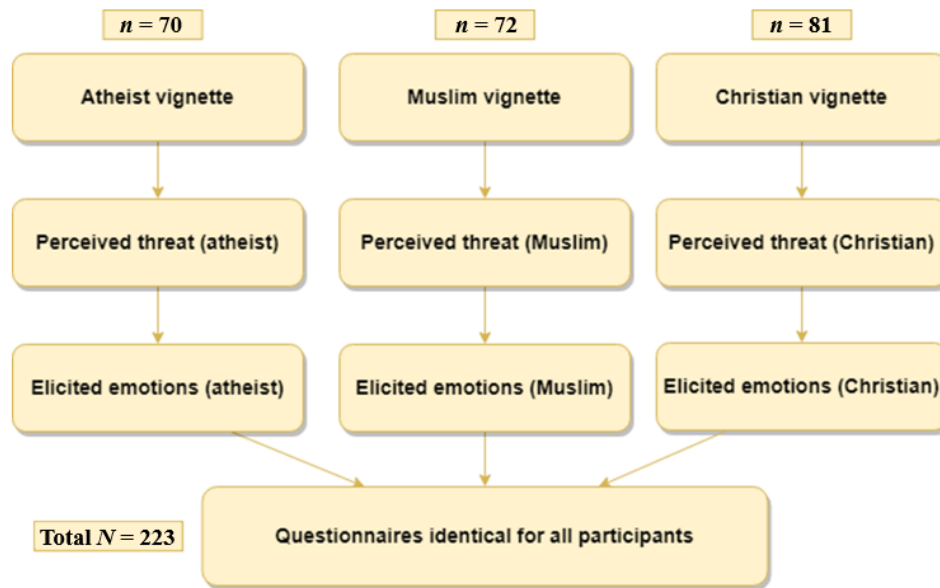 n = 70
n = 72
n = 81
Atheist vignette
Muslim vignette
Christian vignette
Perceived threat (atheist)
Perceived threat (Muslim)
Perceived threat (Christian)
Elicited emotions (atheist)
Elicited emotions (Muslim)
Elicited emotions (Christian)
Total N = 223
Questionnaires identical for all participants